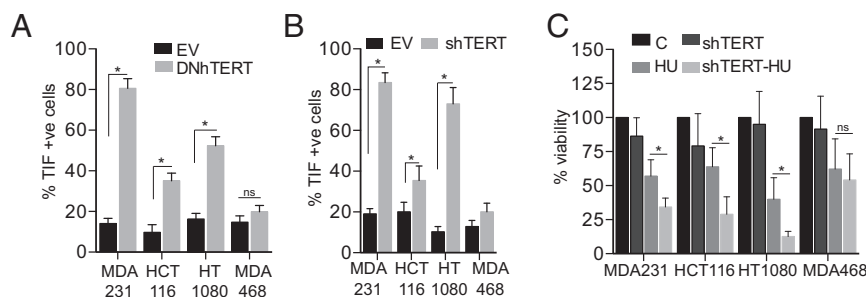 A
EV
DNhTERT
% TIF +ve cells
100
80
60
40
20
0
*
*
*
ns
MDA 231
HCT 116
HT 1080
MDA 468
B
EV
shTERT
% TIF +ve cells
100
80
60
40
20
0
*
*
*
MDA 231
HCT 116
HT 1080
MDA 468
C
C
shTERT
HU
shTERT-HU
% viability
150
125
100
75
50
25
0
*
*
*
ns
MDA231
HCT116
HT1080
MDA468